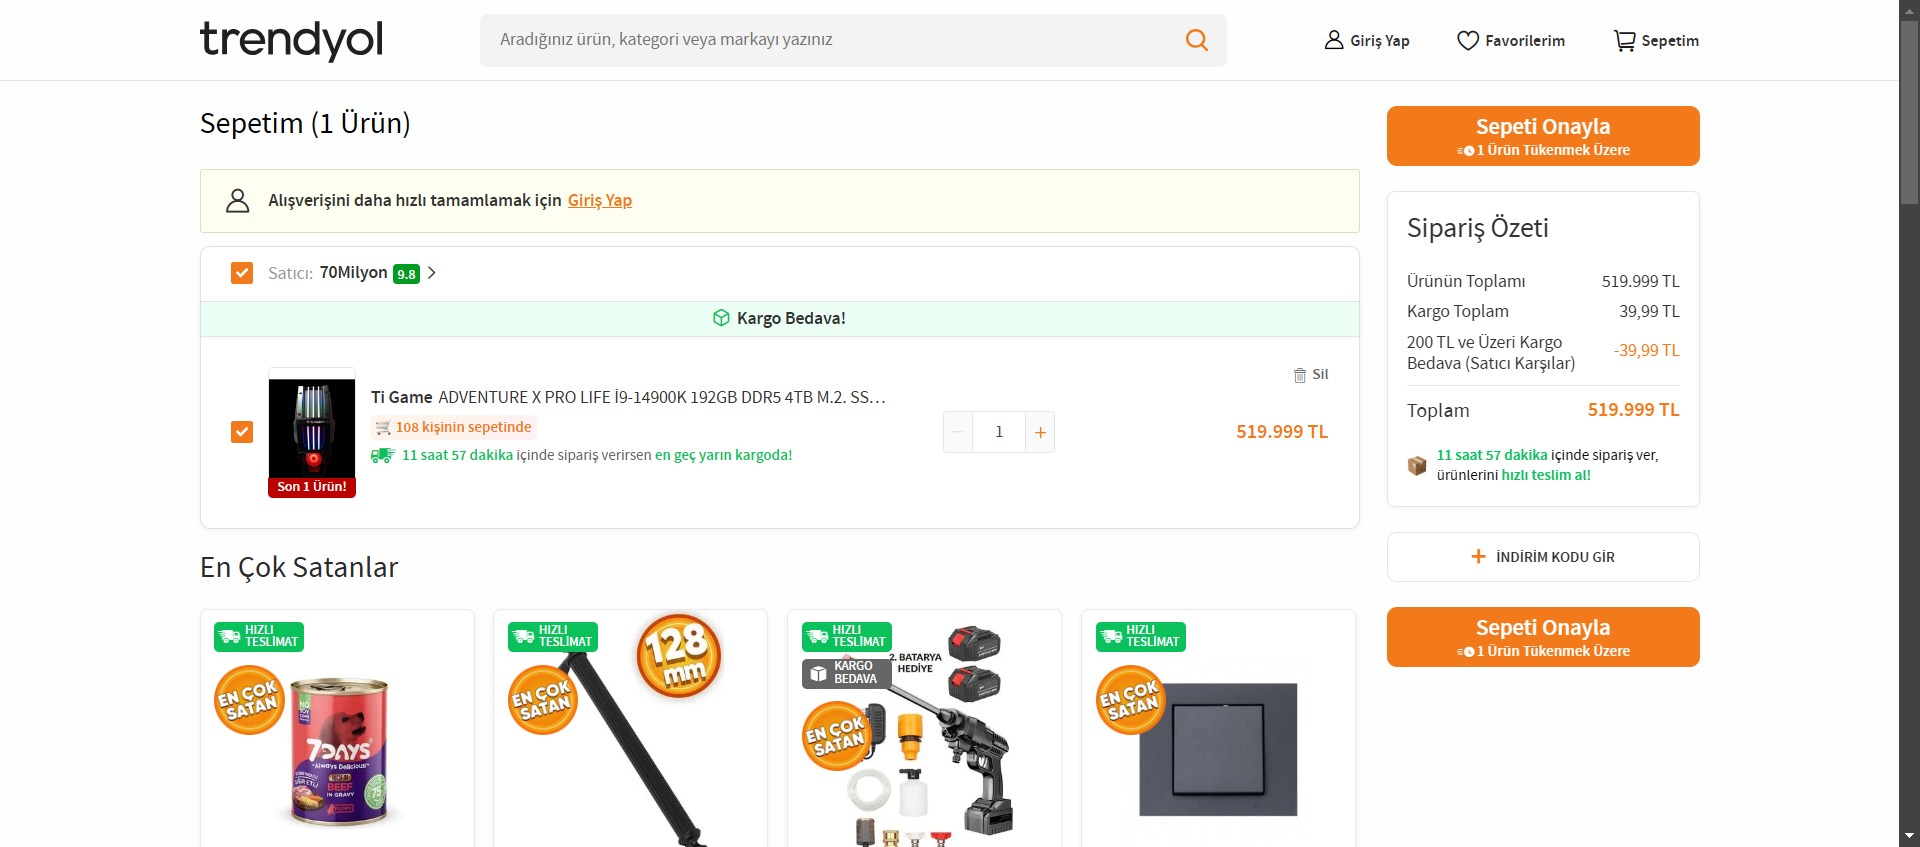 trendyol
Aradığınız ürün, kategori veya markayı yazınız
Giriş Yap
Favorilerim
Sepetim
Sepetim (1 Ürün)
Alışverişini daha hızlı tamamlamak için Giriş Yap
Satıcı: 70Milyon 9.8
Kargo Bedava!
Sil
Ti Game ADVENTURE X PRO LIFE İ9-14900K 192GB DDR5 4TB M.2. SS...
108 kişinin sepetinde
11 saat 57 dakika içinde sipariş verirsen en geç yarın kargoda!
Son 1 Ürün!
− 1 +
519.999 TL
Sepeti Onayla
1 Ürün Tükenmek Üzere
Sipariş Özeti
Ürünün Toplamı 519.999 TL
Kargo Toplam 39,99 TL
200 TL ve Üzeri Kargo
Bedava (Satıcı Karşılar) -39,99 TL
Toplam 519.999 TL
11 saat 57 dakika içinde sipariş ver,
ürünlerini hızlı teslim al!
+ İNDİRİM KODU GİR
Sepeti Onayla
1 Ürün Tükenmek Üzere
En Çok Satanlar
HIZLI
TESLİMAT
EN ÇOK
SATAN
7DAYS
Always Delicious
BEEF
IN GRAVY
75
HIZLI
TESLİMAT
EN ÇOK
SATAN
128
mm
HIZLI
TESLİMAT
KARGO
BEDAVA
2. BATARYA
HEDİYE
EN ÇOK
SATAN
HIZLI
TESLİMAT
EN ÇOK
SATAN